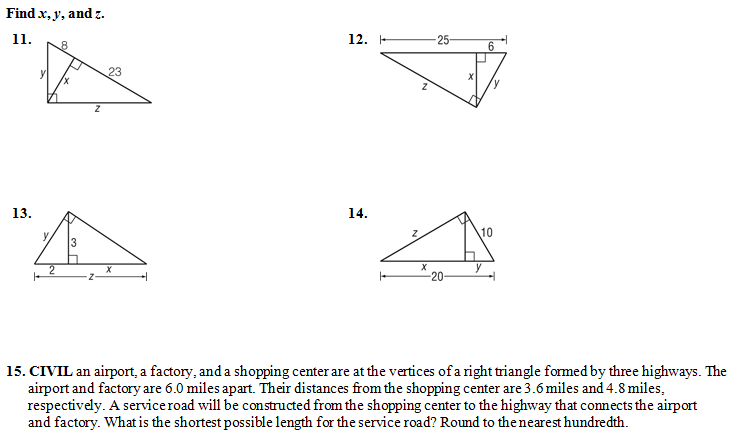 Find x, y, and z.
11.
8
y
x
23
z
12.
25
6
x
y
z
13.
y
3
2
x
z
14.
z
10
x
y
20
15. CIVIL an airport, a factory, and a shopping center are at the vertices of a right triangle formed by three highways. The
airport and factory are 6.0 miles apart. Their distances from the shopping center are 3.6 miles and 4.8 miles,
respectively. A service road will be constructed from the shopping center to the highway that connects the airport
and factory. What is the shortest possible length for the service road? Round to the nearest hundredth.